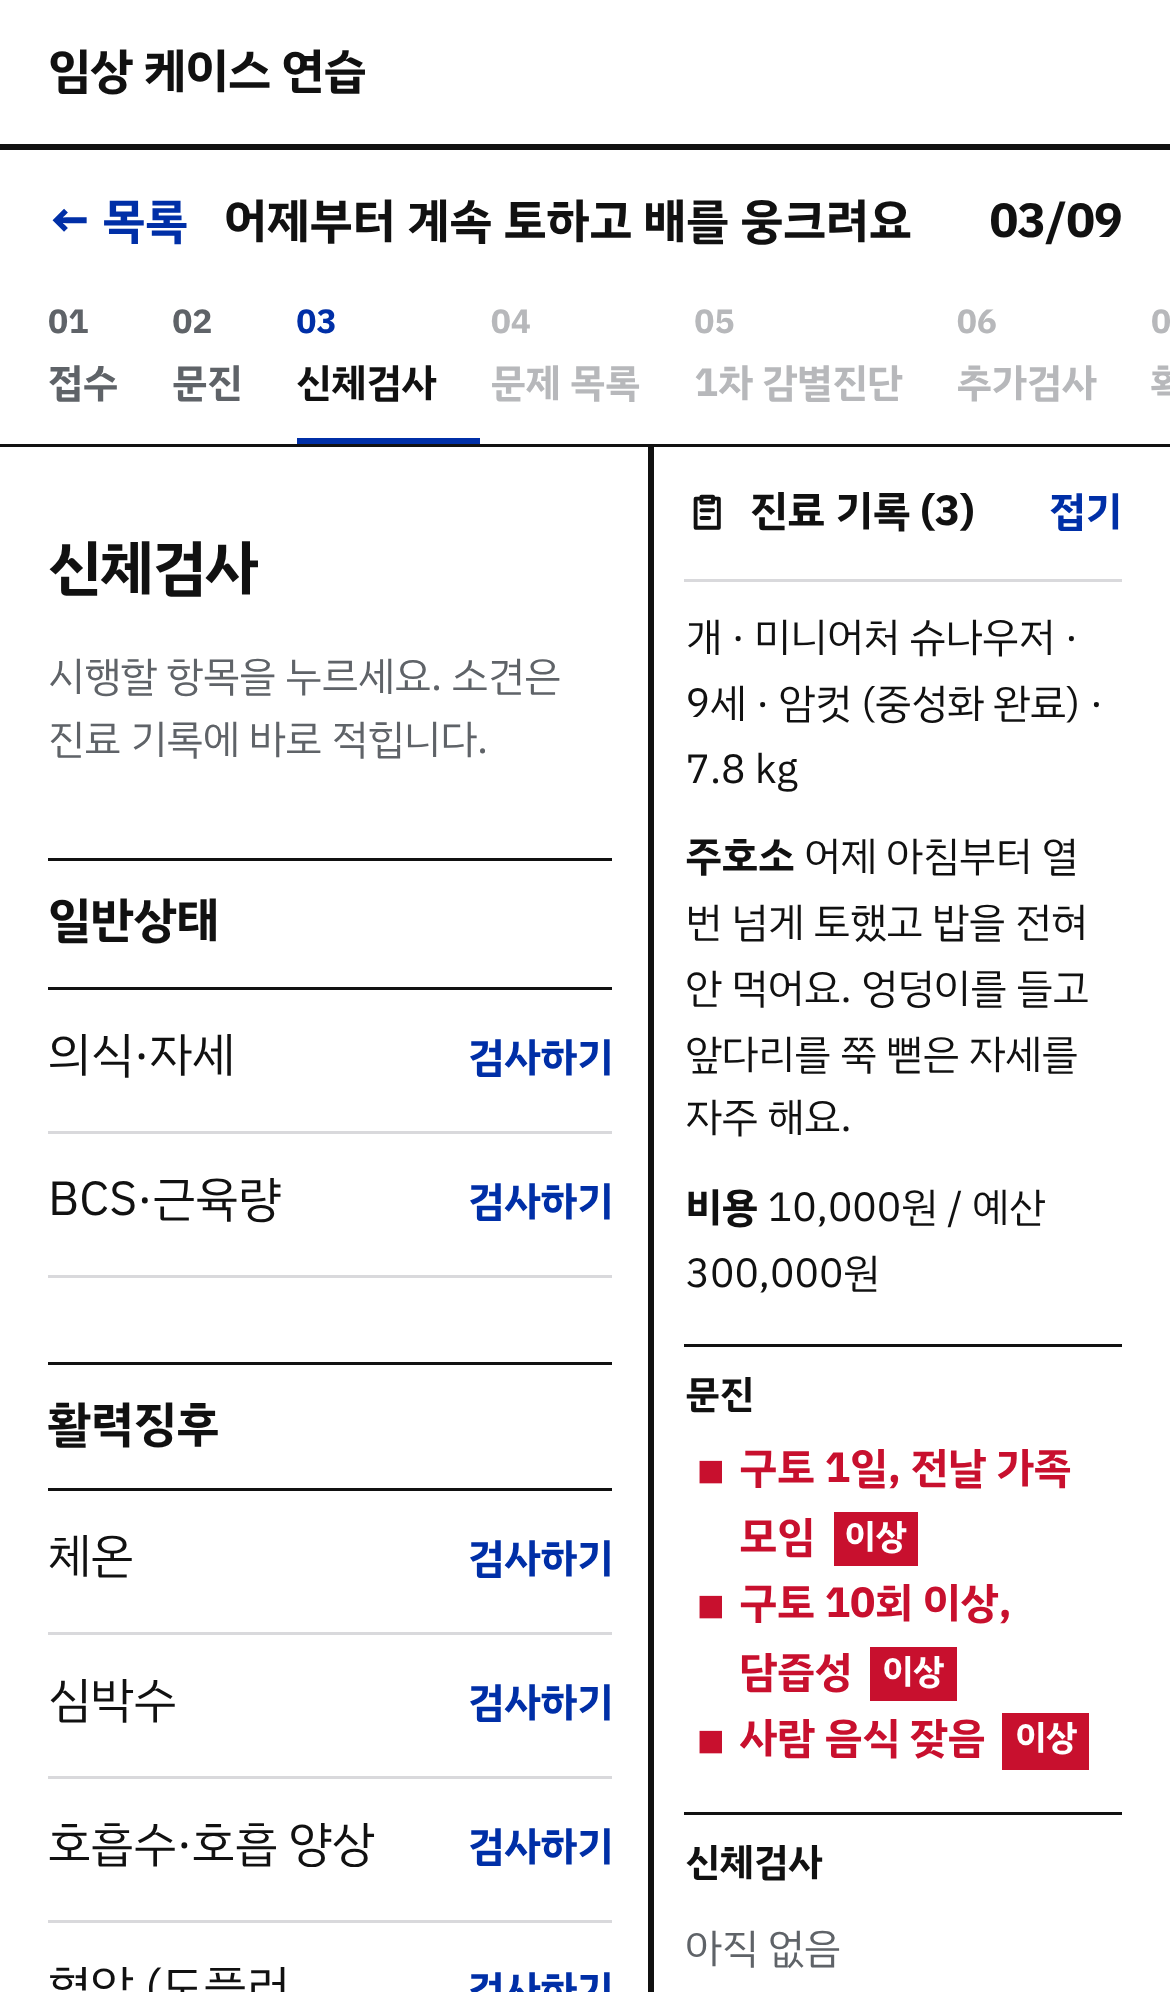 임상 케이스 연습
← 목록 어제부터 계속 토하고 배를 웅크려요 03/09
01 02 03 04 05 06
접수 문진 신체검사 문제 목록 1차 감별진단 추가검사
신체검사
시행할 항목을 누르세요. 소견은
진료 기록에 바로 적힙니다.
일반상태
의식·자세 검사하기
BCS·근육량 검사하기
활력징후
체온 검사하기
심박수 검사하기
호흡수·호흡 양상 검사하기
혈압 (도플러 검사하기
진료 기록 (3) 접기
개 · 미니어처 슈나우저 ·
9세 · 암컷 (중성화 완료) ·
7.8 kg
주호소 어제 아침부터 열
번 넘게 토했고 밥을 전혀
안 먹어요. 엉덩이를 들고
앞다리를 쭉 뻗은 자세를
자주 해요.
비용 10,000원 / 예산
300,000원
문진
■ 구토 1일, 전날 가족
모임 이상
■ 구토 10회 이상,
담즙성 이상
■ 사람 음식 잦음 이상
신체검사
아직 없음